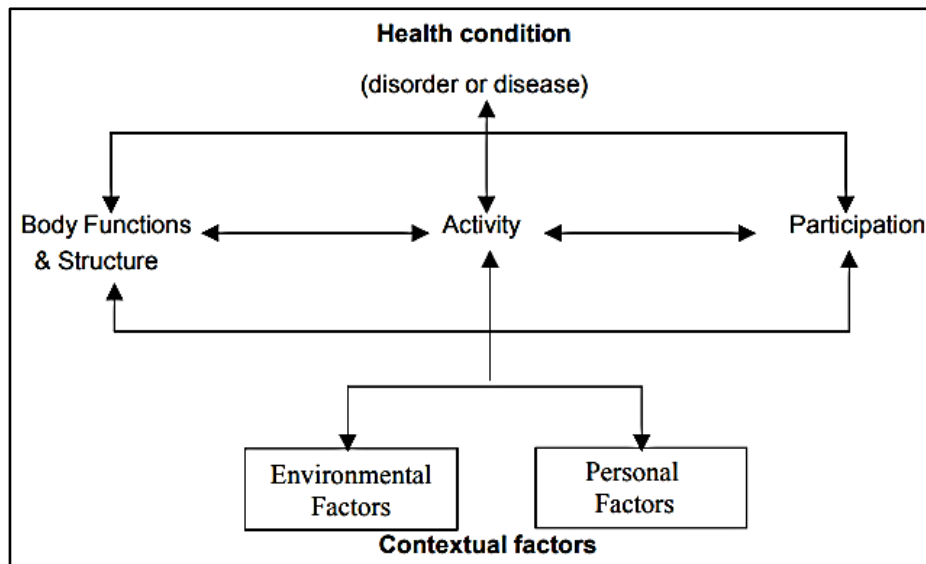 Health condition
(disorder or disease)
Body Functions
& Structure
Activity
Participation
Environmental
Factors
Personal
Factors
Contextual factors